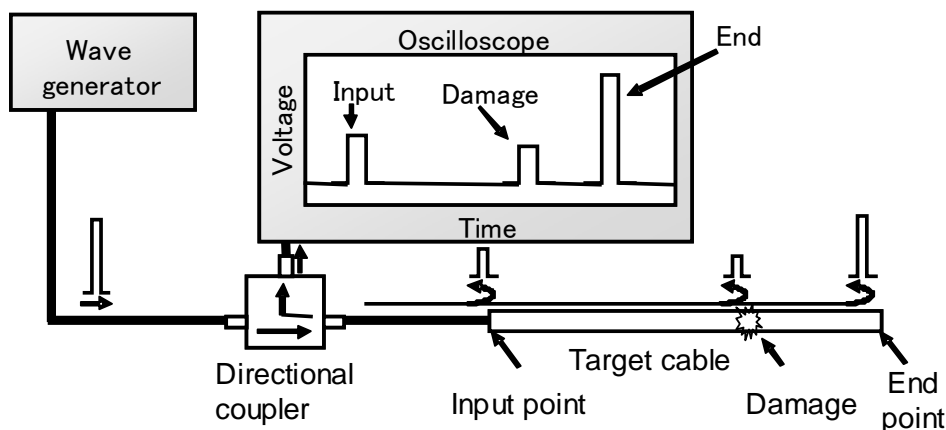 Wave
generator
Oscilloscope
End
Input
Damage
Voltage
Time
Directional
coupler
Input point
Target cable
Damage
End
point